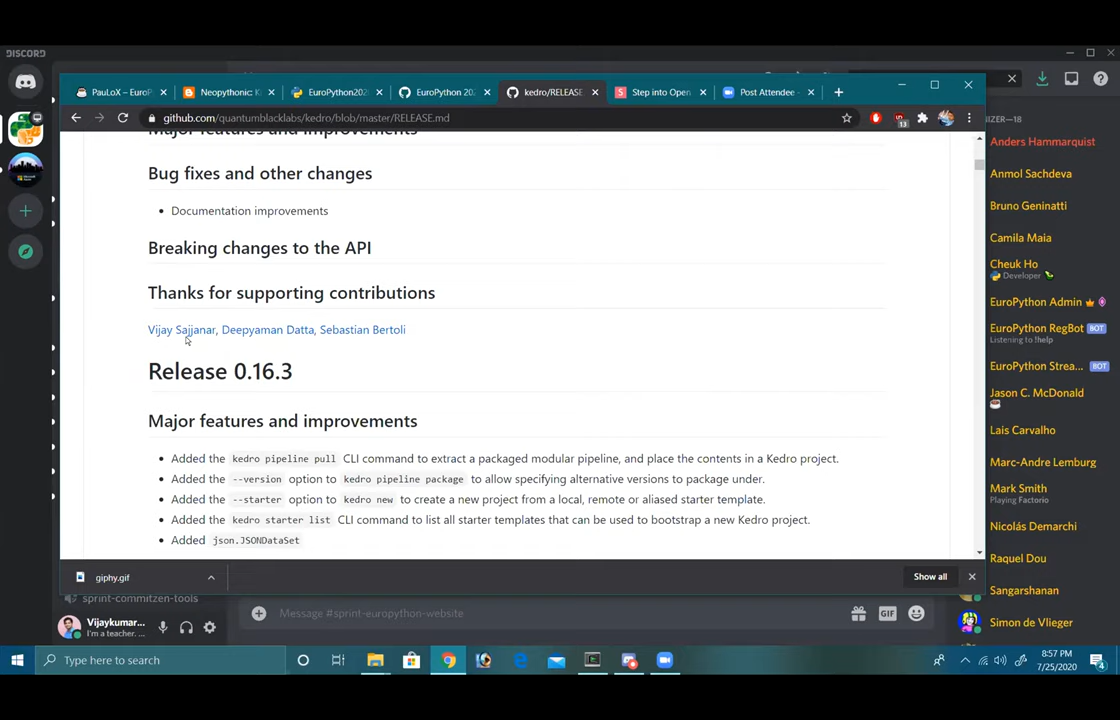 DISCORD
PauLoX – EuroP
Neopythonic: K
EuroPython202
EuroPython 202
kedro/RELEASE
Step into Open
Post Attendee -
github.com/quantumblacklabs/kedro/blob/master/RELEASE.md
13
Major features and improvements
Bug fixes and other changes
Documentation improvements
Breaking changes to the API
Thanks for supporting contributions
Vijay Sajjanar, Deepyaman Datta, Sebastian Bertoli
Release 0.16.3
Major features and improvements
Added the kedro pipeline pull CLI command to extract a packaged modular pipeline, and place the contents in a Kedro project.
Added the --version option to kedro pipeline package to allow specifying alternative versions to package under.
Added the --starter option to kedro new to create a new project from a local, remote or aliased starter template.
Added the kedro starter list CLI command to list all starter templates that can be used to bootstrap a new Kedro project.
Added json.JSONDataSet
giphy.gif
Show all
NIZER—18
Anders Hammarquist
Anmol Sachdeva
Bruno Geninatti
Camila Maia
Cheuk Ho
Developer
EuroPython Admin
EuroPython RegBot BOT
Listening to !help
EuroPython Strea... BOT
Jason C. McDonald
Lais Carvalho
Marc-Andre Lemburg
Mark Smith
Playing Factorio
Nicolás Demarchi
Raquel Dou
Sangarshanan
Simon de Vlieger
sprint-commitzen-tools
Vijaykumar...
I'm a teacher.
Message #sprint-europython-website
GIF
Type here to search
8:57 PM
7/25/2020
4